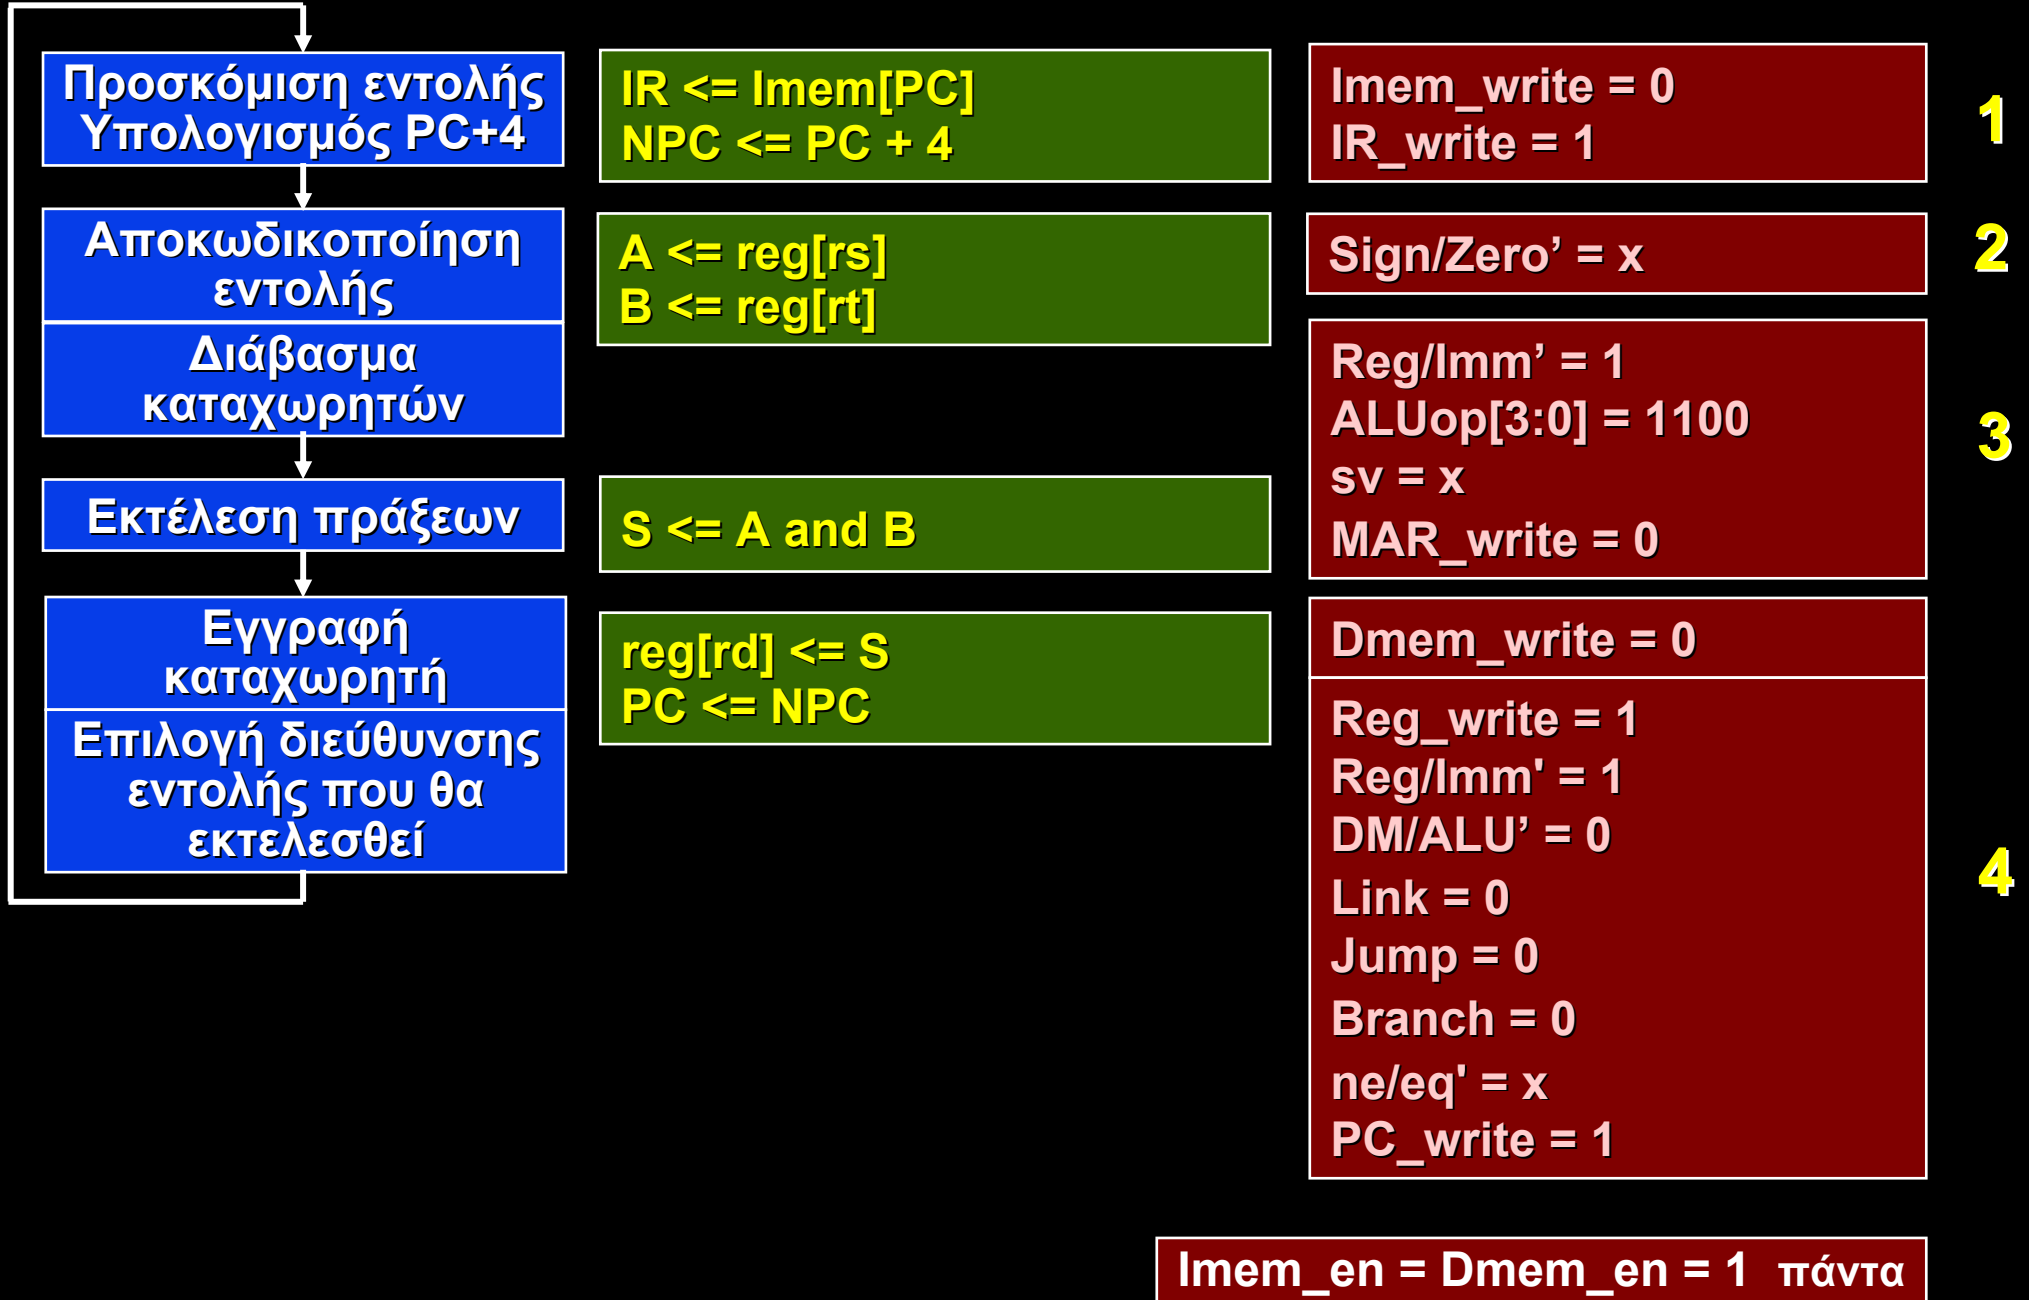 Προσκόμιση εντολής
Υπολογισμός PC+4
IR <= Imem[PC]
NPC <= PC + 4
Imem_write = 0
IR_write = 1
1
Αποκωδικοποίηση
εντολής
Διάβασμα
καταχωρητών
A <= reg[rs]
B <= reg[rt]
Sign/Zero’ = x
2
Reg/Imm’ = 1
ALUop[3:0] = 1100
sv = x
MAR_write = 0
3
Εκτέλεση πράξεων
S <= A and B
Εγγραφή
καταχωρητή
Επιλογή διεύθυνσης
εντολής που θα
εκτελεσθεί
reg[rd] <= S
PC <= NPC
Dmem_write = 0
Reg_write = 1
Reg/Imm' = 1
DM/ALU’ = 0
Link = 0
Jump = 0
Branch = 0
ne/eq' = x
PC_write = 1
4
Imem_en = Dmem_en = 1 πάντα